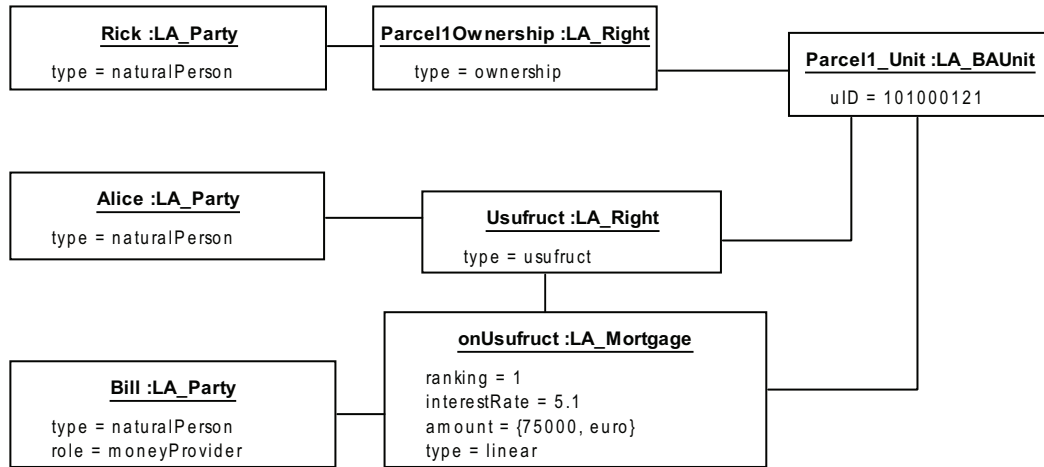 Rick :LA_Party
type = naturalPerson
Parcel1Ownership :LA_Right
type = ownership
Parcel1_Unit :LA_BAUnit
uID = 101000121
Alice :LA_Party
type = naturalPerson
Usufruct :LA_Right
type = usufruct
onUsufruct :LA_Mortgage
ranking = 1
interestRate = 5.1
amount = {75000, euro}
type = linear
Bill :LA_Party
type = naturalPerson
role = moneyProvider